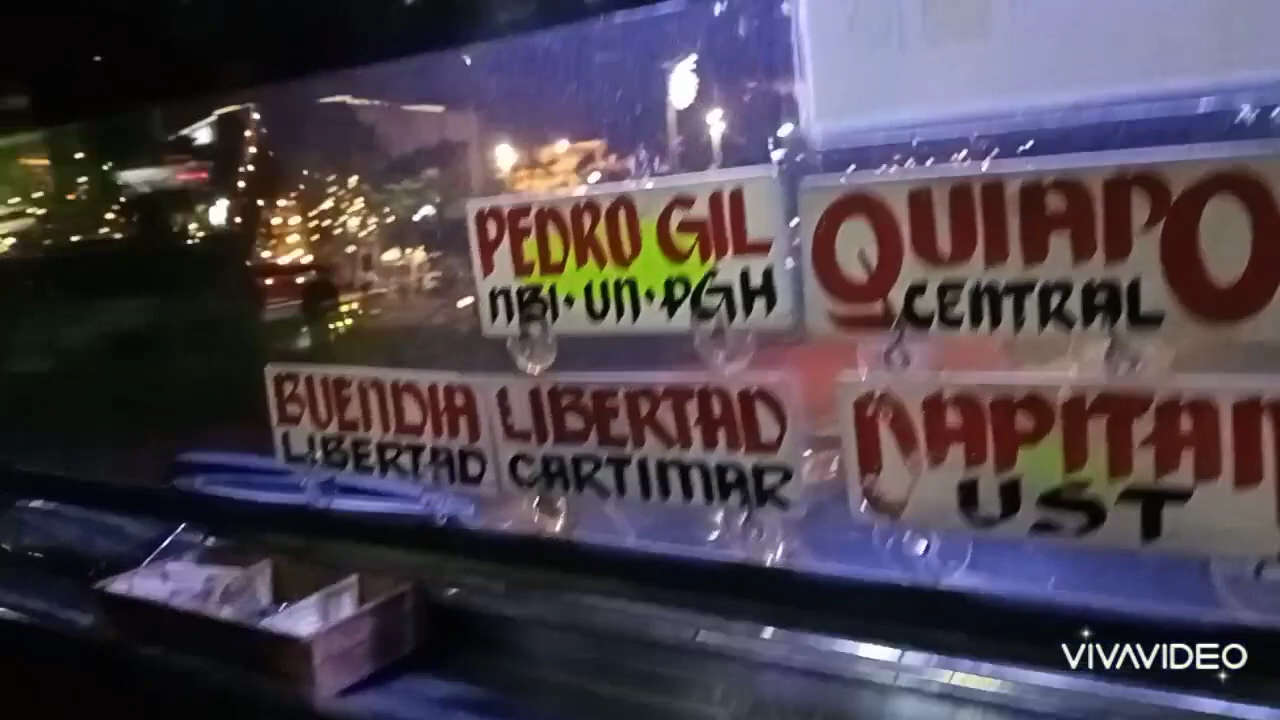 PEDRO GIL
NBI·UN·PGH
QUIAPO
CENTRAL
BUENDIA
LIBERTAD
LIBERTAD
CARTIMAR
KAPITAN
UST
VIVAVIDEO